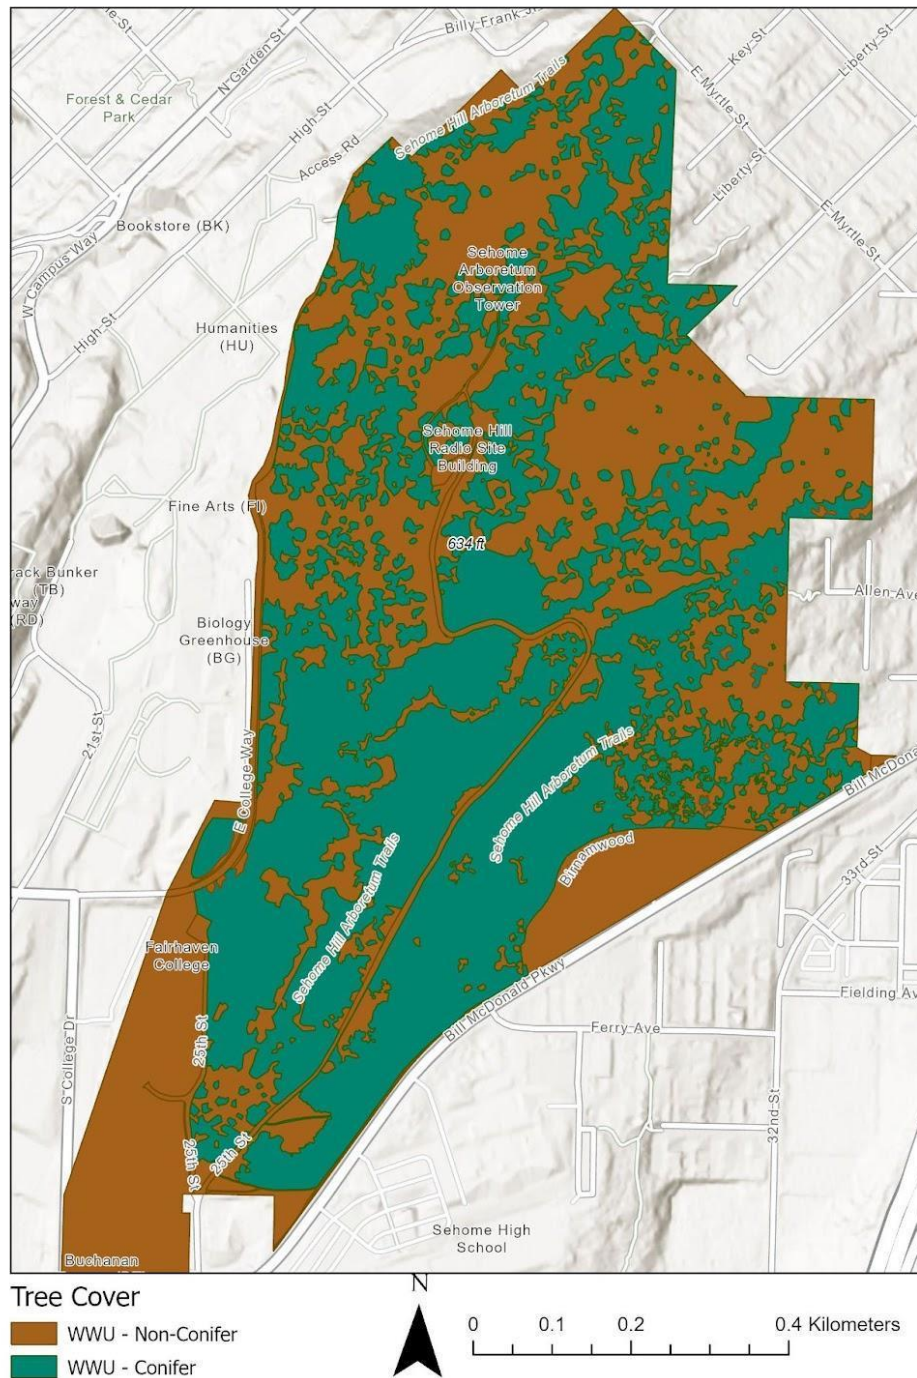 Billy Frank Jr
N Garden St
Key St
Liberty St
Forest & Cedar
Park
High St
Sehome Hill Arboretum Trails
E Myrtle St
Access Rd
Liberty St
E Myrtle St
Bookstore (BK)
W Campus Way
Sehome
Arboretum
Observation
Tower
High St
Humanities
(HU)
Sehome Hill
Radio Site
Building
Fine Arts (FI)
634 ft
rack Bunker
(TB)
way
(RD)
Allen Ave
Biology
Greenhouse
(BG)
21st St
E College Way
Sehome Hill Arboretum Trails
Bill McDona
Birnamwood
33rd St
Sehome Hill Arboretum Trails
Fairhaven
College
Bill McDonald Pkwy
Fielding Av
S College Dr
25th St
Ferry Ave
32nd St
25th St
25th St
Sehome High
School
Buchanan
Tree Cover
WWU - Non-Conifer
WWU - Conifer
N
0 0.1 0.2 0.4 Kilometers